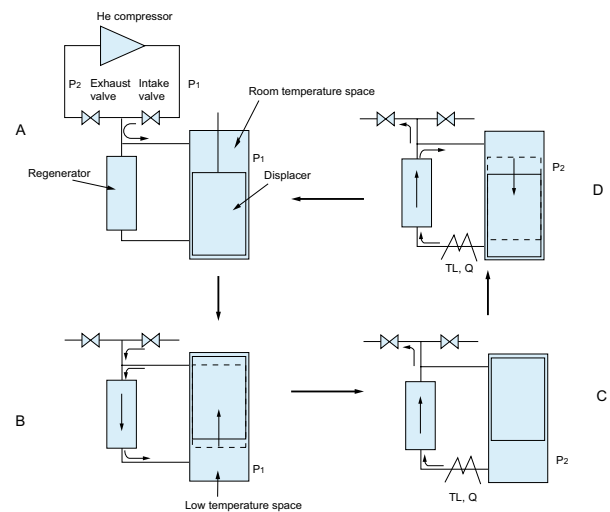 He compressor
P2 Exhaust valve
Intake valve P1
A
Room temperature space
P1
Regenerator
Displacer
P2
D
TL, Q
B
P1
Low temperature space
C
P2
TL, Q